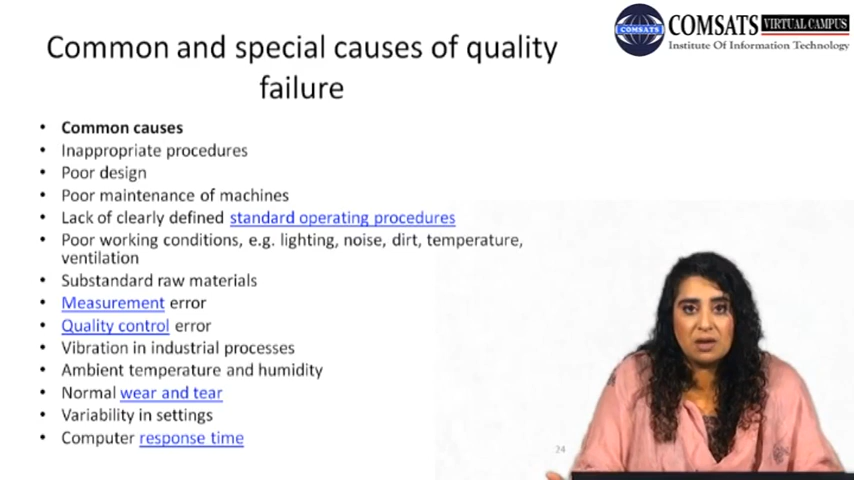 COMSATS
COMSATS VIRTUAL CAMPUS
Institute Of Information Technology
Common and special causes of quality
failure
• Common causes
• Inappropriate procedures
• Poor design
• Poor maintenance of machines
• Lack of clearly defined standard operating procedures
• Poor working conditions, e.g. lighting, noise, dirt, temperature,
ventilation
• Substandard raw materials
• Measurement error
• Quality control error
• Vibration in industrial processes
• Ambient temperature and humidity
• Normal wear and tear
• Variability in settings
• Computer response time
24